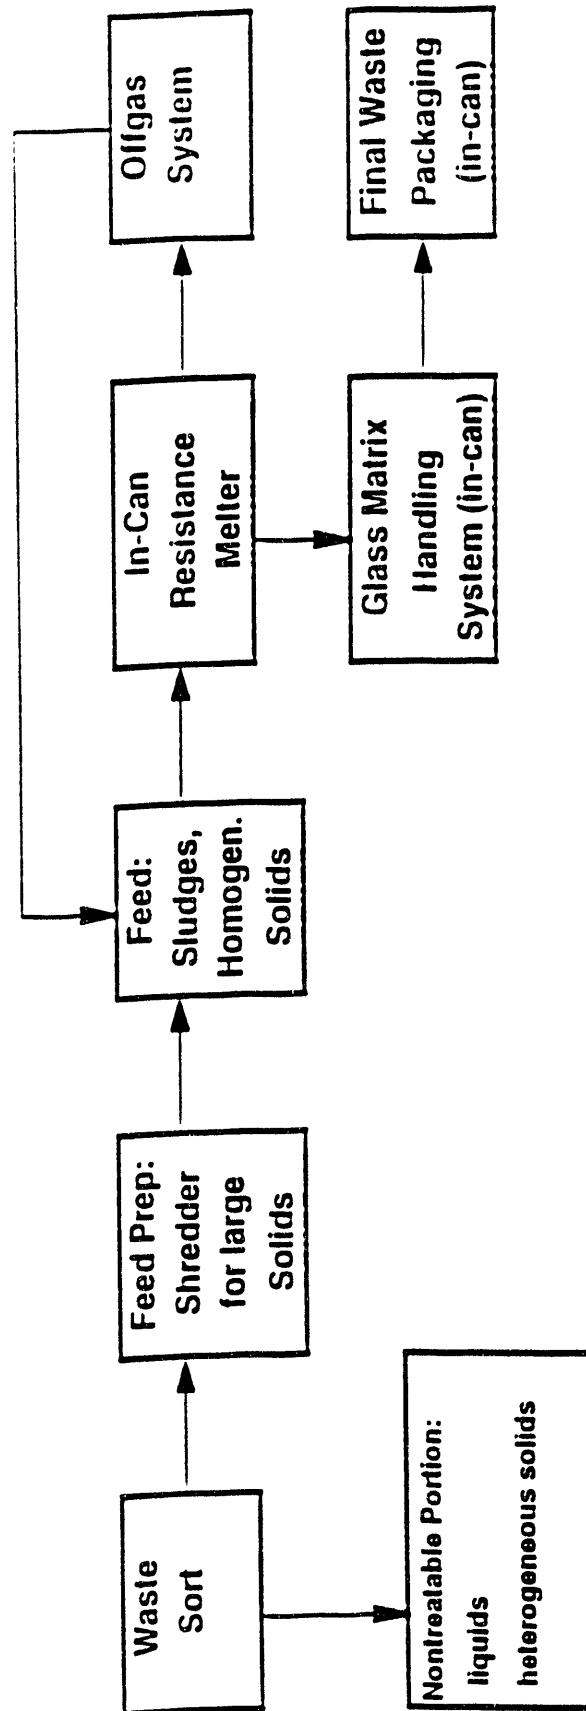 Waste
Sort
Nontreatable Portion:
liquids
heterogeneous solids
Feed Prep:
Shredder
for large
Solids
Feed:
Sludges,
Homogen.
Solids
In-Can
Resistance
Melter
Offgas
System
Glass Matrix
Handling
System (in-can)
Final Waste
Packaging
(in-can)